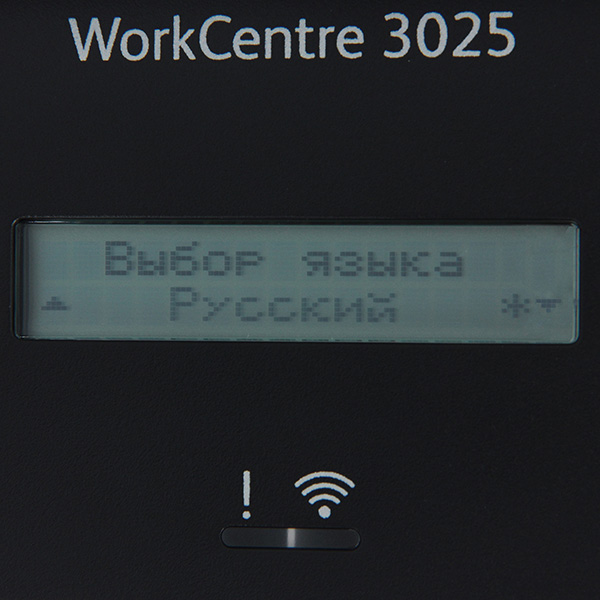 WorkCentre 3025
Выбор языка
Русский *
!